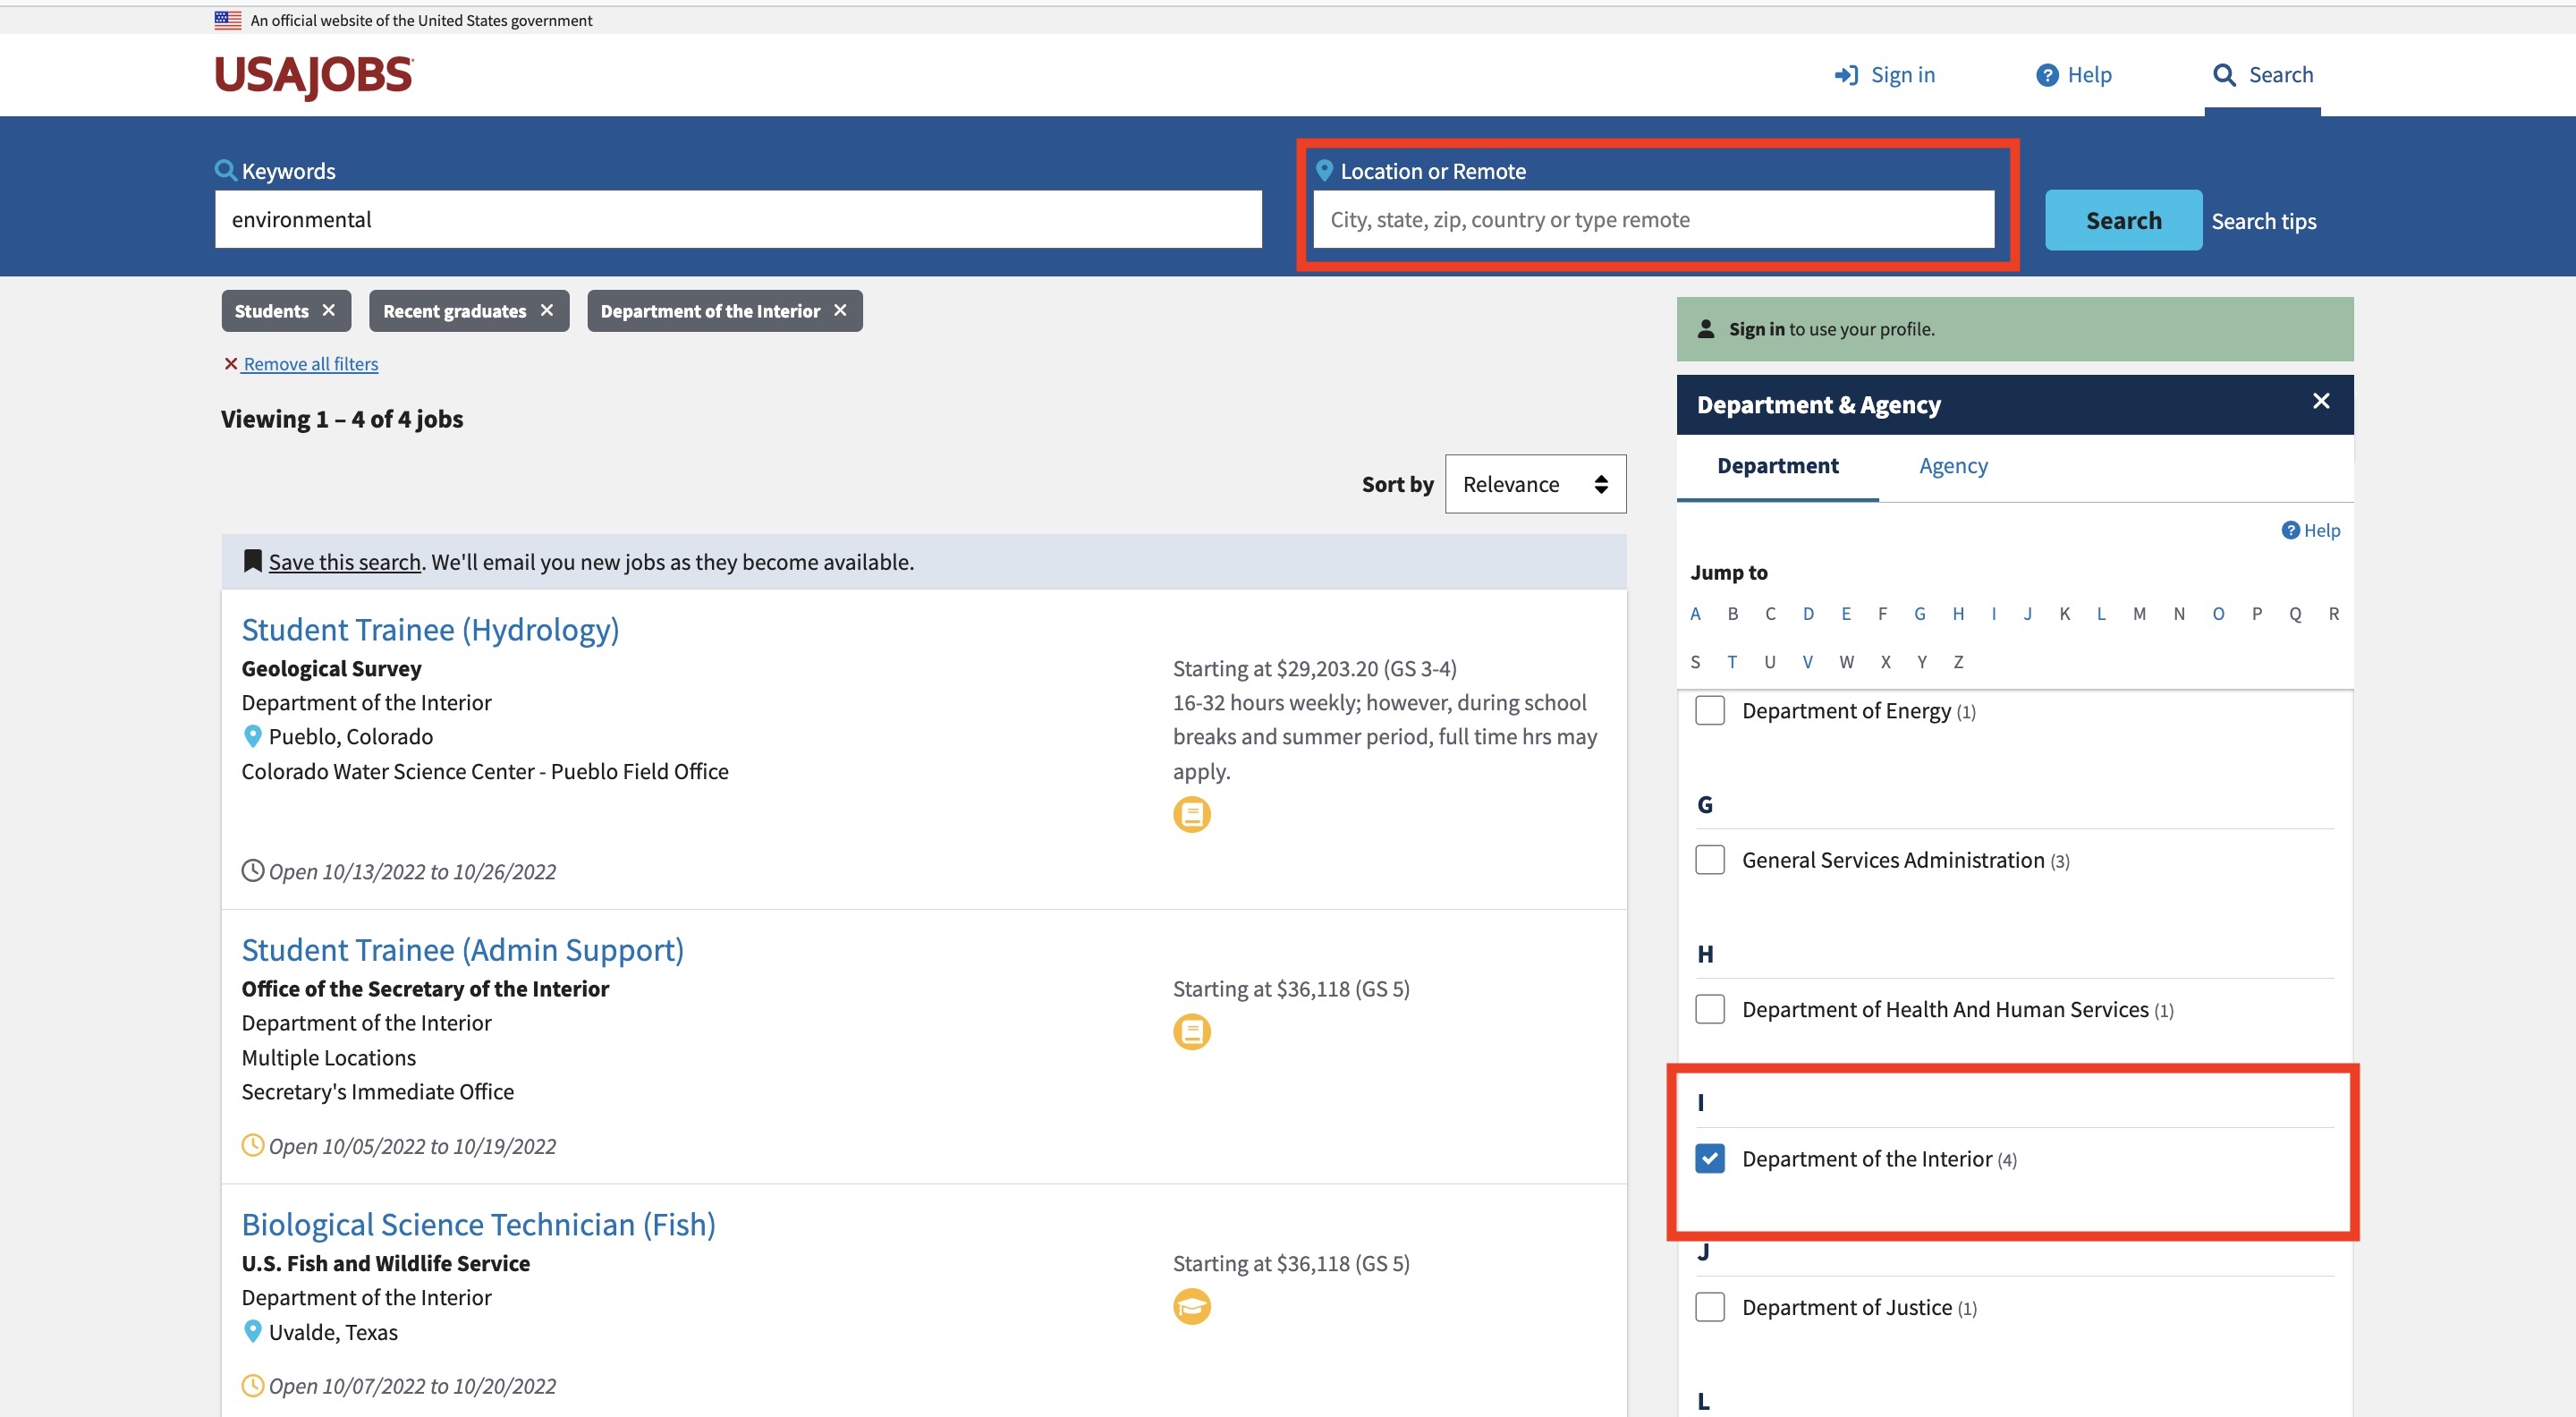 An official website of the United States government
USAJOBS
Sign in
Help
Search
Keywords
environmental
Location or Remote
City, state, zip, country or type remote
Search
Search tips
Students ✕
Recent graduates ✕
Department of the Interior ✕
✕ Remove all filters
Viewing 1 – 4 of 4 jobs
Sort by Relevance
Save this search. We'll email you new jobs as they become available.
Student Trainee (Hydrology)
Geological Survey
Department of the Interior
Pueblo, Colorado
Colorado Water Science Center - Pueblo Field Office
Starting at $29,203.20 (GS 3-4)
16-32 hours weekly; however, during school
breaks and summer period, full time hrs may
apply.
Open 10/13/2022 to 10/26/2022
Student Trainee (Admin Support)
Office of the Secretary of the Interior
Department of the Interior
Multiple Locations
Secretary's Immediate Office
Starting at $36,118 (GS 5)
Open 10/05/2022 to 10/19/2022
Biological Science Technician (Fish)
U.S. Fish and Wildlife Service
Department of the Interior
Uvalde, Texas
Starting at $36,118 (GS 5)
Open 10/07/2022 to 10/20/2022
Sign in to use your profile.
Department & Agency ✕
Department Agency
Help
Jump to
A B C D E F G H I J K L M N O P Q R
S T U V W X Y Z
Department of Energy (1)
G
General Services Administration (3)
H
Department of Health And Human Services (1)
I
Department of the Interior (4)
J
Department of Justice (1)
L